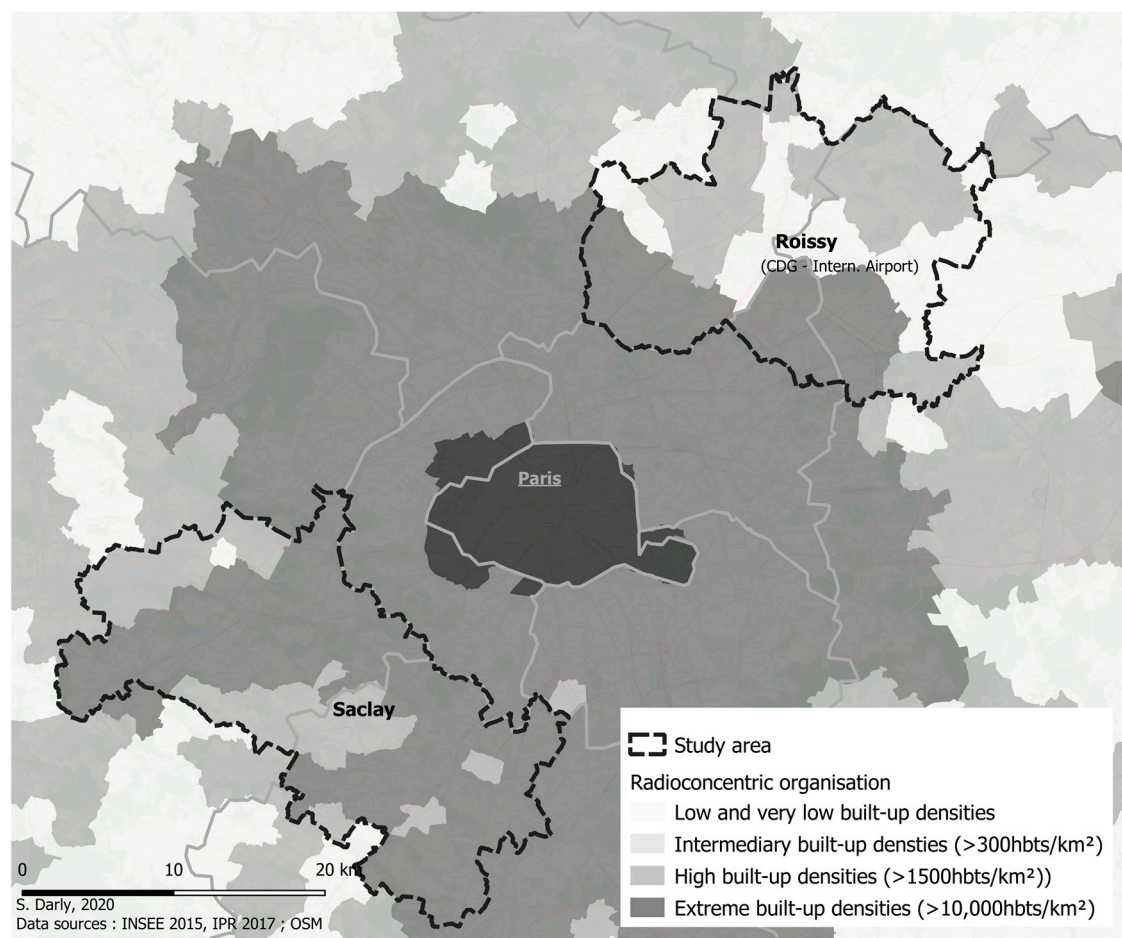 Roissy
(CDG - Intern. Airport)
Paris
Saclay
Study area
Radioconcentric organisation
Low and very low built-up densities
Intermediary built-up densties (>300hbts/km²)
High built-up densities (>1500hbts/km²))
Extreme built-up densities (>10,000hbts/km²)
0 10 20 km
S. Darly, 2020
Data sources : INSEE 2015, IPR 2017 ; OSM